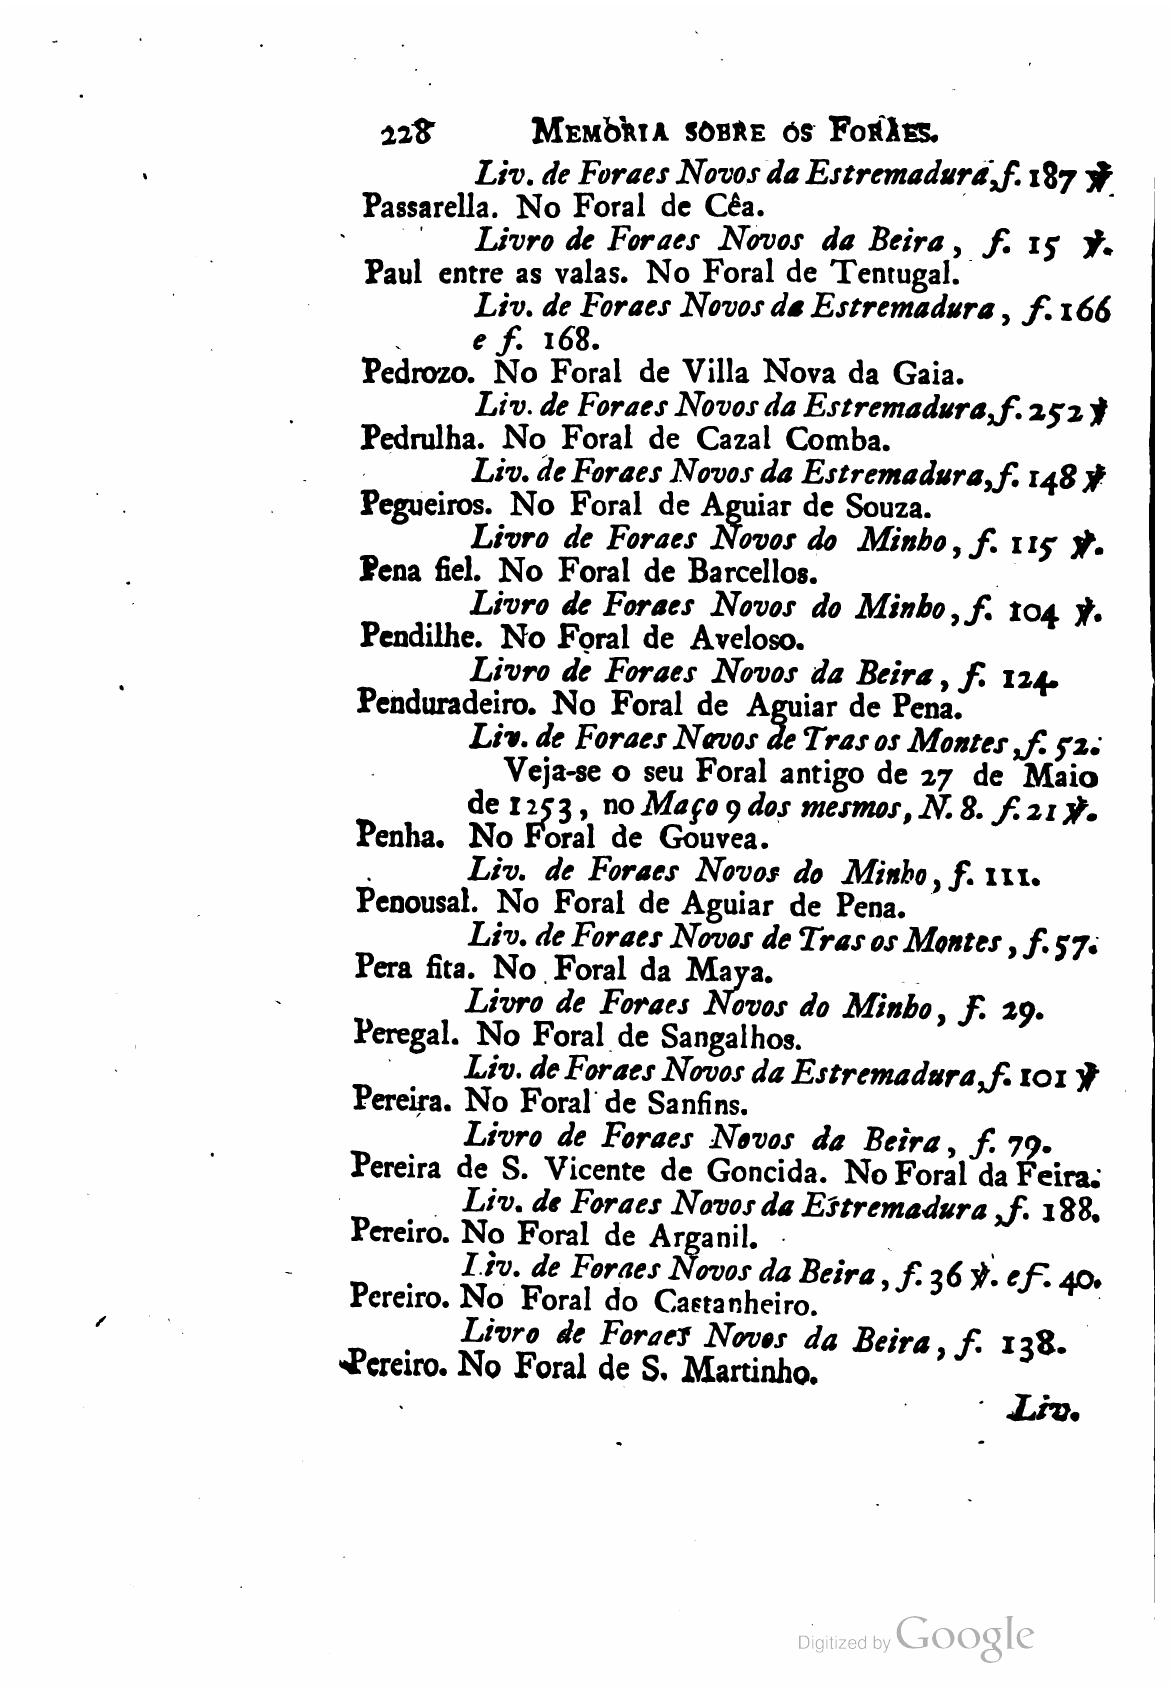 228 MEMORIA SOBRE OS FORAES.
Liv. de Foraes Novos da Estremadura, f. 187 ℣.
Passarella. No Foral de Cêa.
Livro de Foraes Novos da Beira, f. 15 ℣.
Paul entre as valas. No Foral de Tentugal.
Liv. de Foraes Novos da Estremadura, f. 166
e f. 168.
Pedrozo. No Foral de Villa Nova da Gaia.
Liv. de Foraes Novos da Estremadura, f. 252 ℣
Pedrulha. No Foral de Cazal Comba.
Liv. de Foraes Novos da Estremadura, f. 148 ℣
Pegueiros. No Foral de Aguiar de Souza.
Livro de Foraes Novos do Minho, f. 115 ℣.
Pena fiel. No Foral de Barcellos.
Livro de Foraes Novos do Minho, f. 104 ℣.
Pendilhe. No Foral de Aveloso.
Livro de Foraes Novos da Beira, f. 124.
Penduradeiro. No Foral de Aguiar de Pena.
Liv. de Foraes Novos de Tras os Montes, f. 52.
Veja-se o seu Foral antigo de 27 de Maio
de 1253, no Maço 9 dos mesmos, N. 8. f. 21 ℣.
Penha. No Foral de Gouvea.
Liv. de Foraes Novos do Minho, f. 111.
Penousal. No Foral de Aguiar de Pena.
Liv. de Foraes Novos de Tras os Montes, f. 57.
Pera fita. No Foral da Maya.
Livro de Foraes Novos do Minho, f. 29.
Peregal. No Foral de Sangalhos.
Liv. de Foraes Novos da Estremadura, f. 101 ℣
Pereira. No Foral de Sanfins.
Livro de Foraes Novos da Beira, f. 79.
Pereira de S. Vicente de Goncida. No Foral da Feira.
Liv. de Foraes Novos da Estremadura, f. 188.
Pereiro. No Foral de Arganil.
Liv. de Foraes Novos da Beira, f. 36 ℣. e f. 40.
Pereiro. No Foral do Castanheiro.
Livro de Foraes Novos da Beira, f. 138.
Pereiro. No Foral de S. Martinho.
Liv.
Digitized by Google